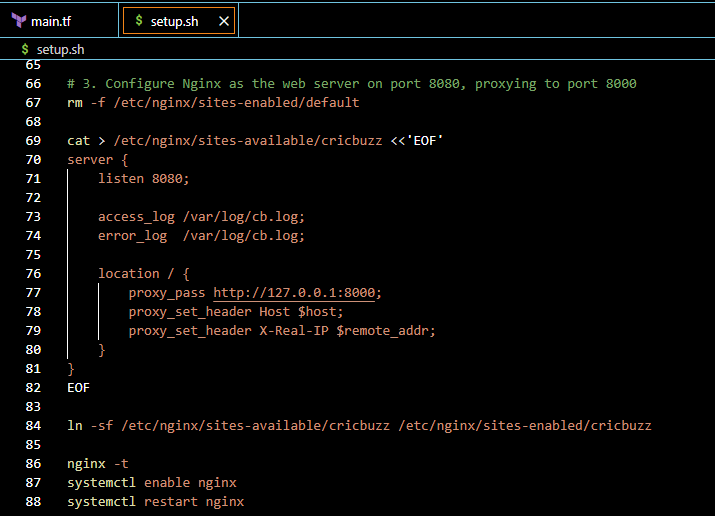 main.tf
$ setup.sh ×
$ setup.sh
65
66 # 3. Configure Nginx as the web server on port 8080, proxying to port 8000
67 rm -f /etc/nginx/sites-enabled/default
68
69 cat > /etc/nginx/sites-available/cricbuzz <<'EOF'
70 server {
71     listen 8080;
72
73     access_log /var/log/cb.log;
74     error_log  /var/log/cb.log;
75
76     location / {
77         proxy_pass http://127.0.0.1:8000;
78         proxy_set_header Host $host;
79         proxy_set_header X-Real-IP $remote_addr;
80     }
81 }
82 EOF
83
84 ln -sf /etc/nginx/sites-available/cricbuzz /etc/nginx/sites-enabled/cricbuzz
85
86 nginx -t
87 systemctl enable nginx
88 systemctl restart nginx